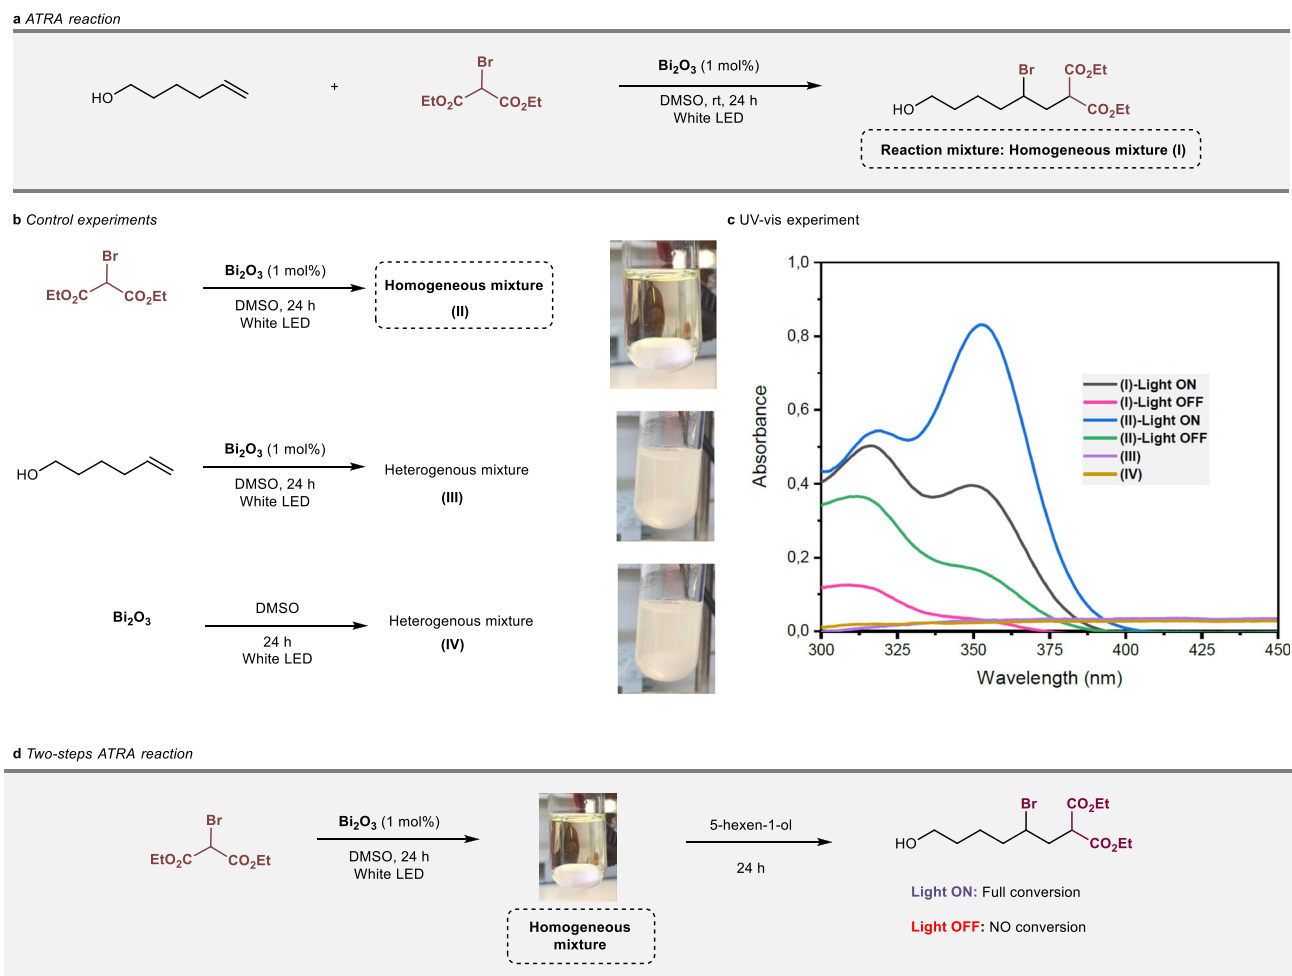 a ATRA reaction
HO
+
Br
EtO₂C
CO₂Et
Bi₂O₃ (1 mol%)
DMSO, rt, 24 h
White LED
HO
Br
CO₂Et
CO₂Et
Reaction mixture: Homogeneous mixture (I)
b Control experiments
Br
EtO₂C
CO₂Et
Bi₂O₃ (1 mol%)
DMSO, 24 h
White LED
Homogeneous mixture
(II)
HO
Bi₂O₃ (1 mol%)
DMSO, 24 h
White LED
Heterogenous mixture
(III)
Bi₂O₃
DMSO
24 h
White LED
Heterogenous mixture
(IV)
c UV-vis experiment
Absorbance
1,0
0,8
0,6
0,4
0,2
0,0
300
325
350
375
400
425
450
Wavelength (nm)
(I)-Light ON
(I)-Light OFF
(II)-Light ON
(II)-Light OFF
(III)
(IV)
d Two-steps ATRA reaction
Br
EtO₂C
CO₂Et
Bi₂O₃ (1 mol%)
DMSO, 24 h
White LED
Homogeneous
mixture
5-hexen-1-ol
24 h
HO
Br
CO₂Et
CO₂Et
Light ON: Full conversion
Light OFF: NO conversion